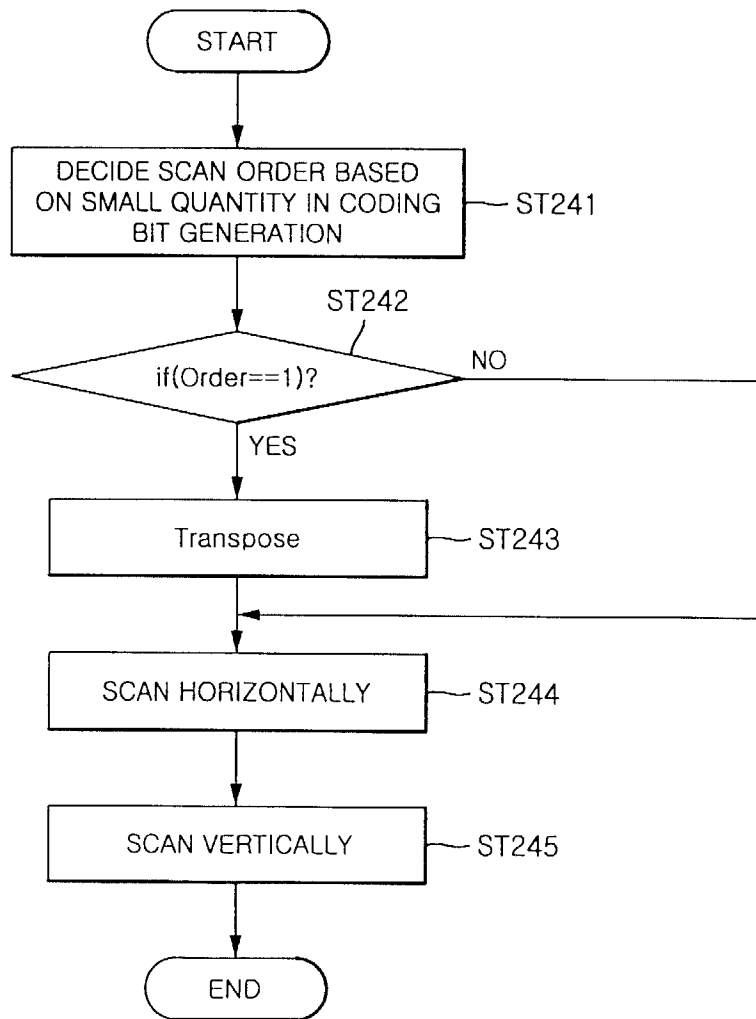 START
DECIDE SCAN ORDER BASED
ON SMALL QUANTITY IN CODING
BIT GENERATION
ST241
ST242
if(Order==1)?
NO
YES
Transpose
ST243
SCAN HORIZONTALLY
ST244
SCAN VERTICALLY
ST245
END